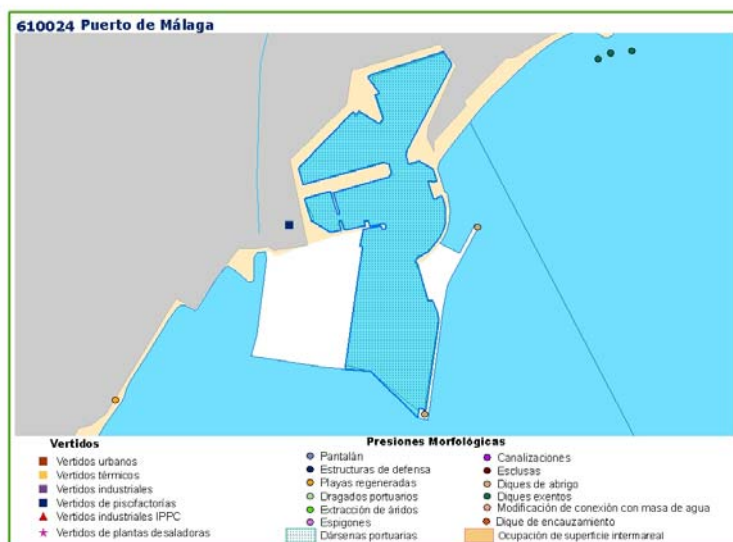 610024 Puerto de Málaga
Vertidos
Vertidos urbanos
Vertidos térmicos
Vertidos industriales
Vertidos de piscifactorías
Vertidos industriales IPPC
Vertidos de plantas desaladoras
Presiones Morfológicas
Pantalán
Estructuras de defensa
Playas regeneradas
Dragados portuarios
Extracción de áridos
Espigones
Dársenas portuarias
Canalizaciones
Esclusas
Diques de abrigo
Diques exentos
Modificación de conexión con masa de agua
Dique de encauzamiento
Ocupación de superficie intermareal